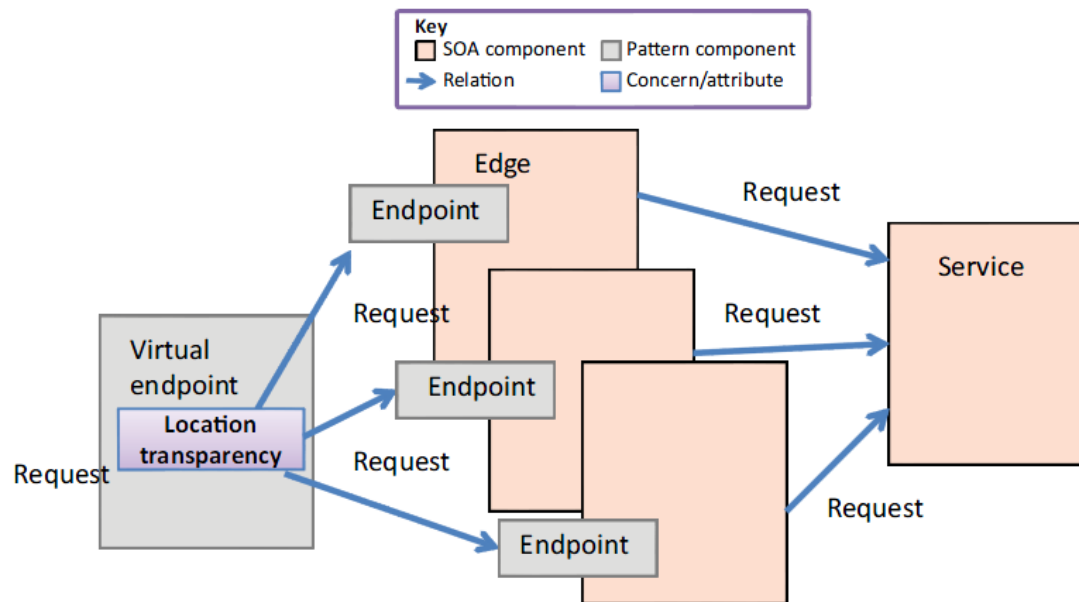 Key
SOA component
Pattern component
Relation
Concern/attribute
Edge
Endpoint
Request
Request
Service
Virtual
endpoint
Location
transparency
Request
Endpoint
Request
Request
Endpoint
Request